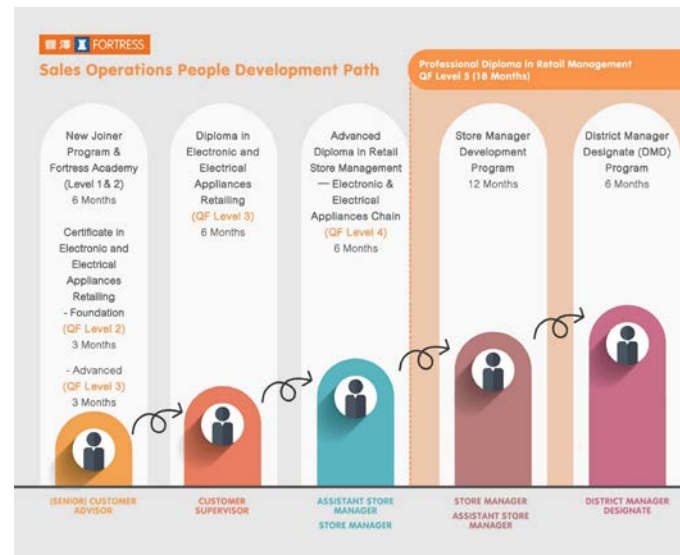 豐澤 FORTRESS
Sales Operations People Development Path
Professional Diploma in Retail Management
QF Level 5 (18 Months)
New Joiner
Program &
Fortress Academy
(Level 1& 2)
6 Months
Certificate in
Electronic and
Electrical
Appliances
Retailing
- Foundation
(QF Level 2)
3 Months
- Advanced
(QF Level 3)
3 Months
Diploma in
Electronic and
Electrical
Appliances
Retailing
(QF Level 3)
6 Months
Advanced
Diploma in Retail
Store Management
— Electronic &
Electrical
Appliances Chain
(QF Level 4)
6 Months
Store Manager
Development
Program
12 Months
District Manager
Designate (DMD)
Program
6 Months
(SENIOR) CUSTOMER
ADVISOR
CUSTOMER
SUPERVISOR
ASSISTANT STORE
MANAGER
STORE MANAGER
STORE MANAGER
ASSISTANT STORE
MANAGER
DISTRICT MANAGER
DESIGNATE